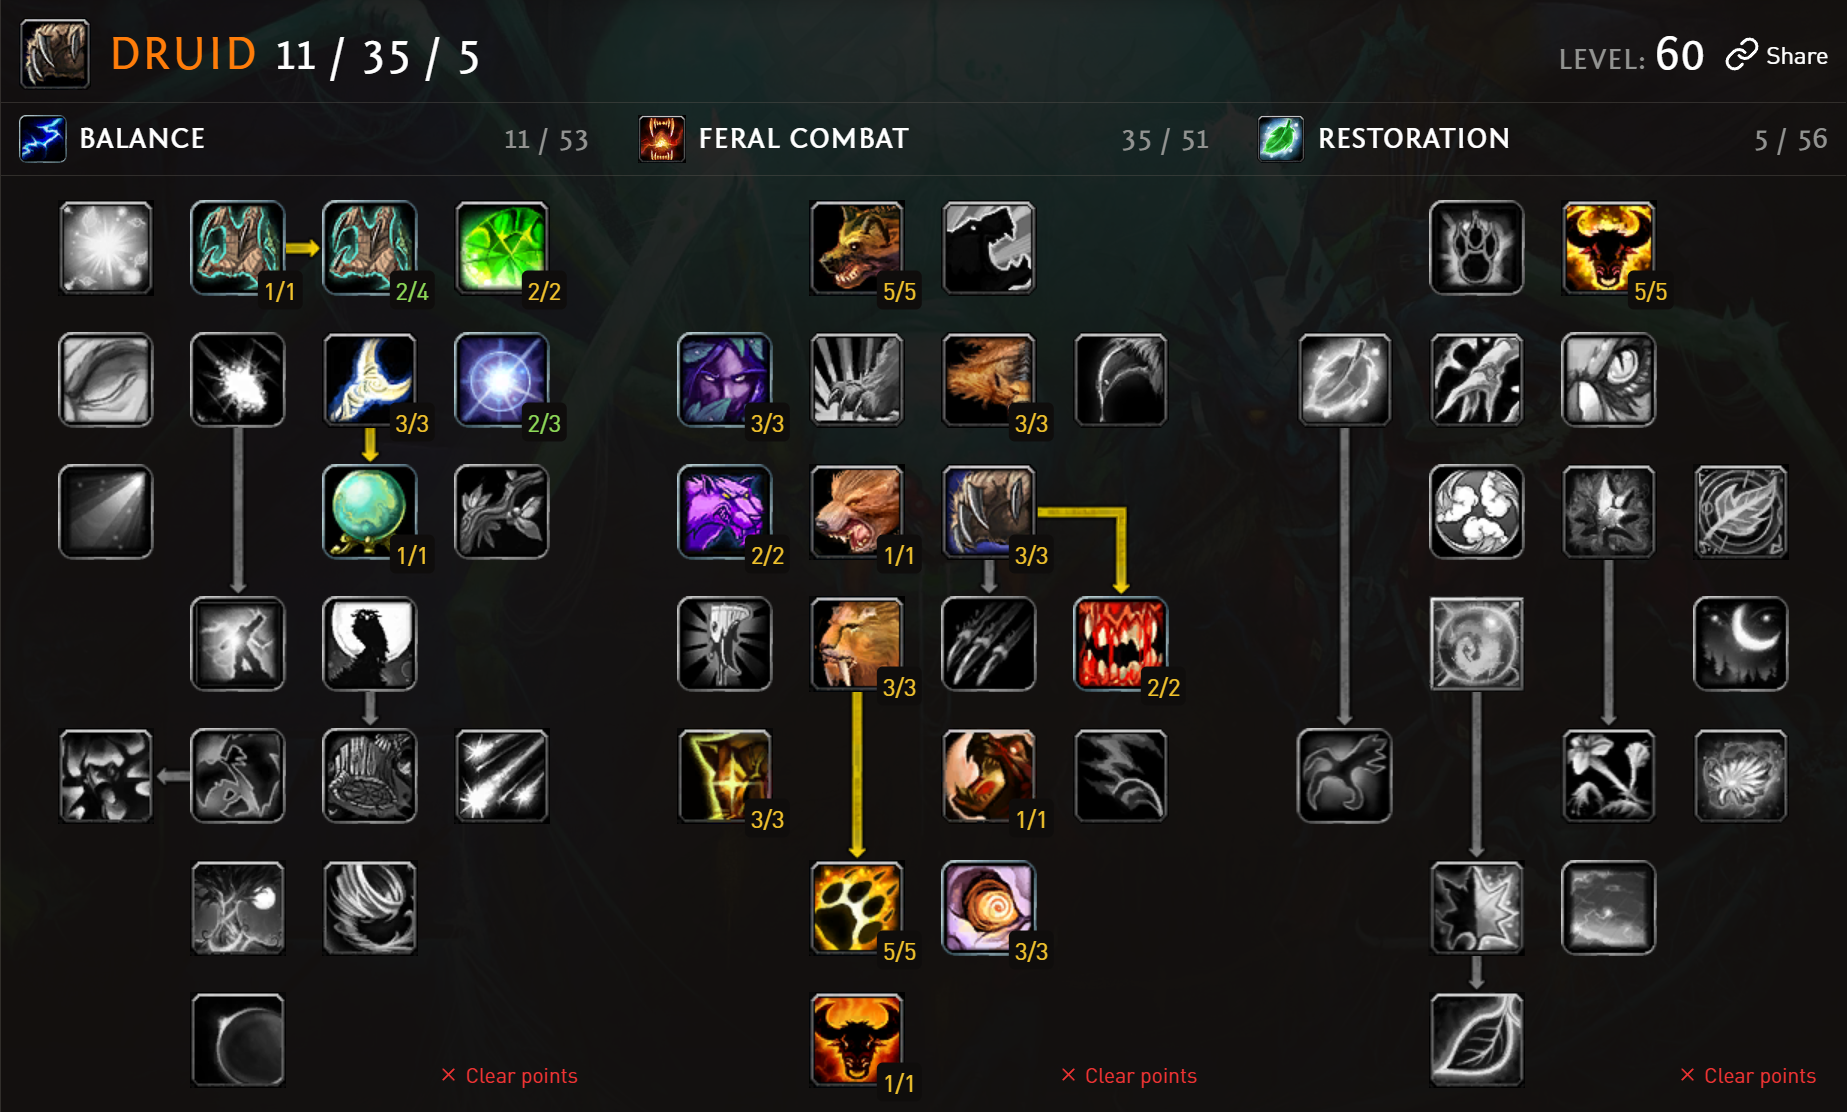 DRUID 11 / 35 / 5
LEVEL: 60 Share
BALANCE 11 / 53
FERAL COMBAT 35 / 51
RESTORATION 5 / 56
1/1 2/4 2/2
3/3 2/3
1/1
× Clear points
5/5
3/3 3/3
2/2 1/1 3/3
3/3 2/2
3/3 1/1
5/5 3/3
1/1
× Clear points
5/5
× Clear points